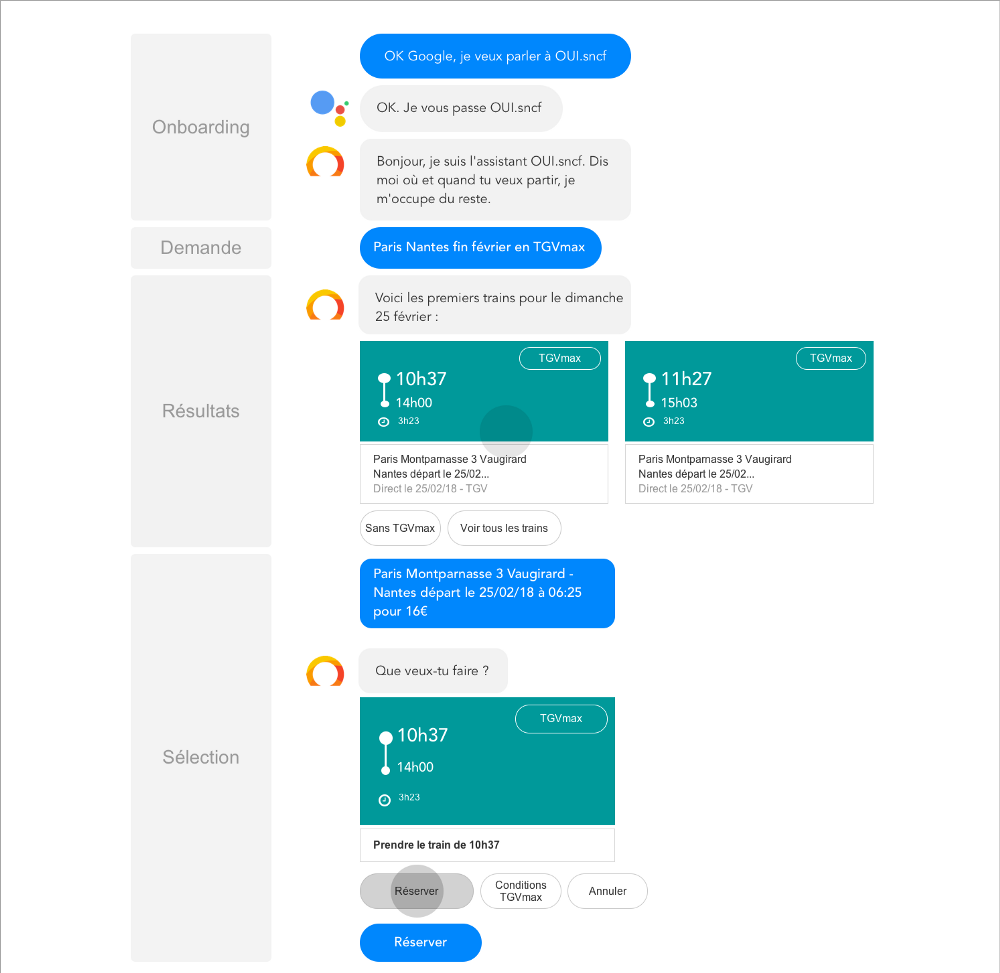 Onboarding
OK Google, je veux parler à OUI.sncf
OK. Je vous passe OUI.sncf
Bonjour, je suis l'assistant OUI.sncf. Dis
moi où et quand tu veux partir, je
m'occupe du reste.
Demande
Paris Nantes fin février en TGVmax
Résultats
Voici les premiers trains pour le dimanche
25 février :
TGVmax
10h37
14h00
3h23
Paris Montparnasse 3 Vaugirard
Nantes départ le 25/02...
Direct le 25/02/18 - TGV
TGVmax
11h27
15h03
3h23
Paris Montparnasse 3 Vaugirard
Nantes départ le 25/02...
Direct le 25/02/18 - TGV
Sans TGVmax
Voir tous les trains
Sélection
Paris Montparnasse 3 Vaugirard -
Nantes départ le 25/02/18 à 06:25
pour 16€
Que veux-tu faire ?
TGVmax
10h37
14h00
3h23
Prendre le train de 10h37
Réserver
Conditions
TGVmax
Annuler
Réserver